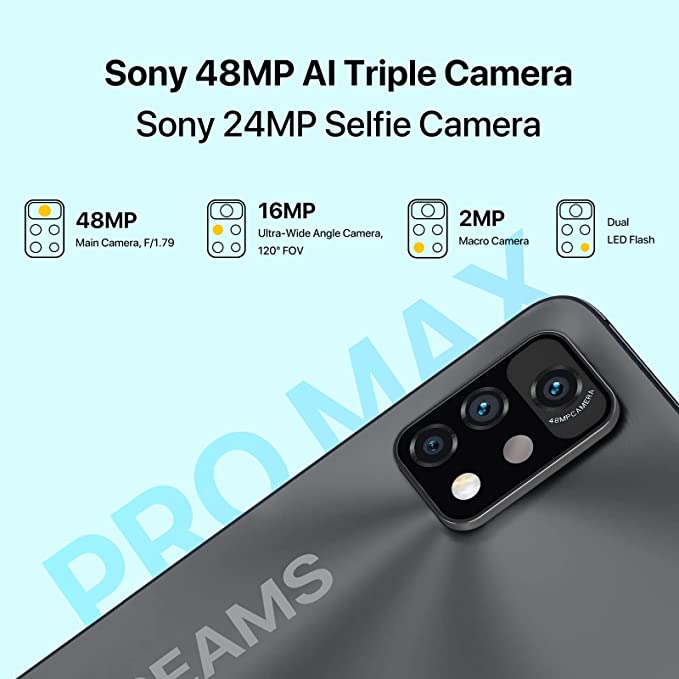 Sony 48MP AI Triple Camera
Sony 24MP Selfie Camera
48MP
Main Camera, F/1.79
16MP
Ultra-Wide Angle Camera,
120° FOV
2MP
Macro Camera
Dual
LED Flash
PRO MAX
48MPCAMERA